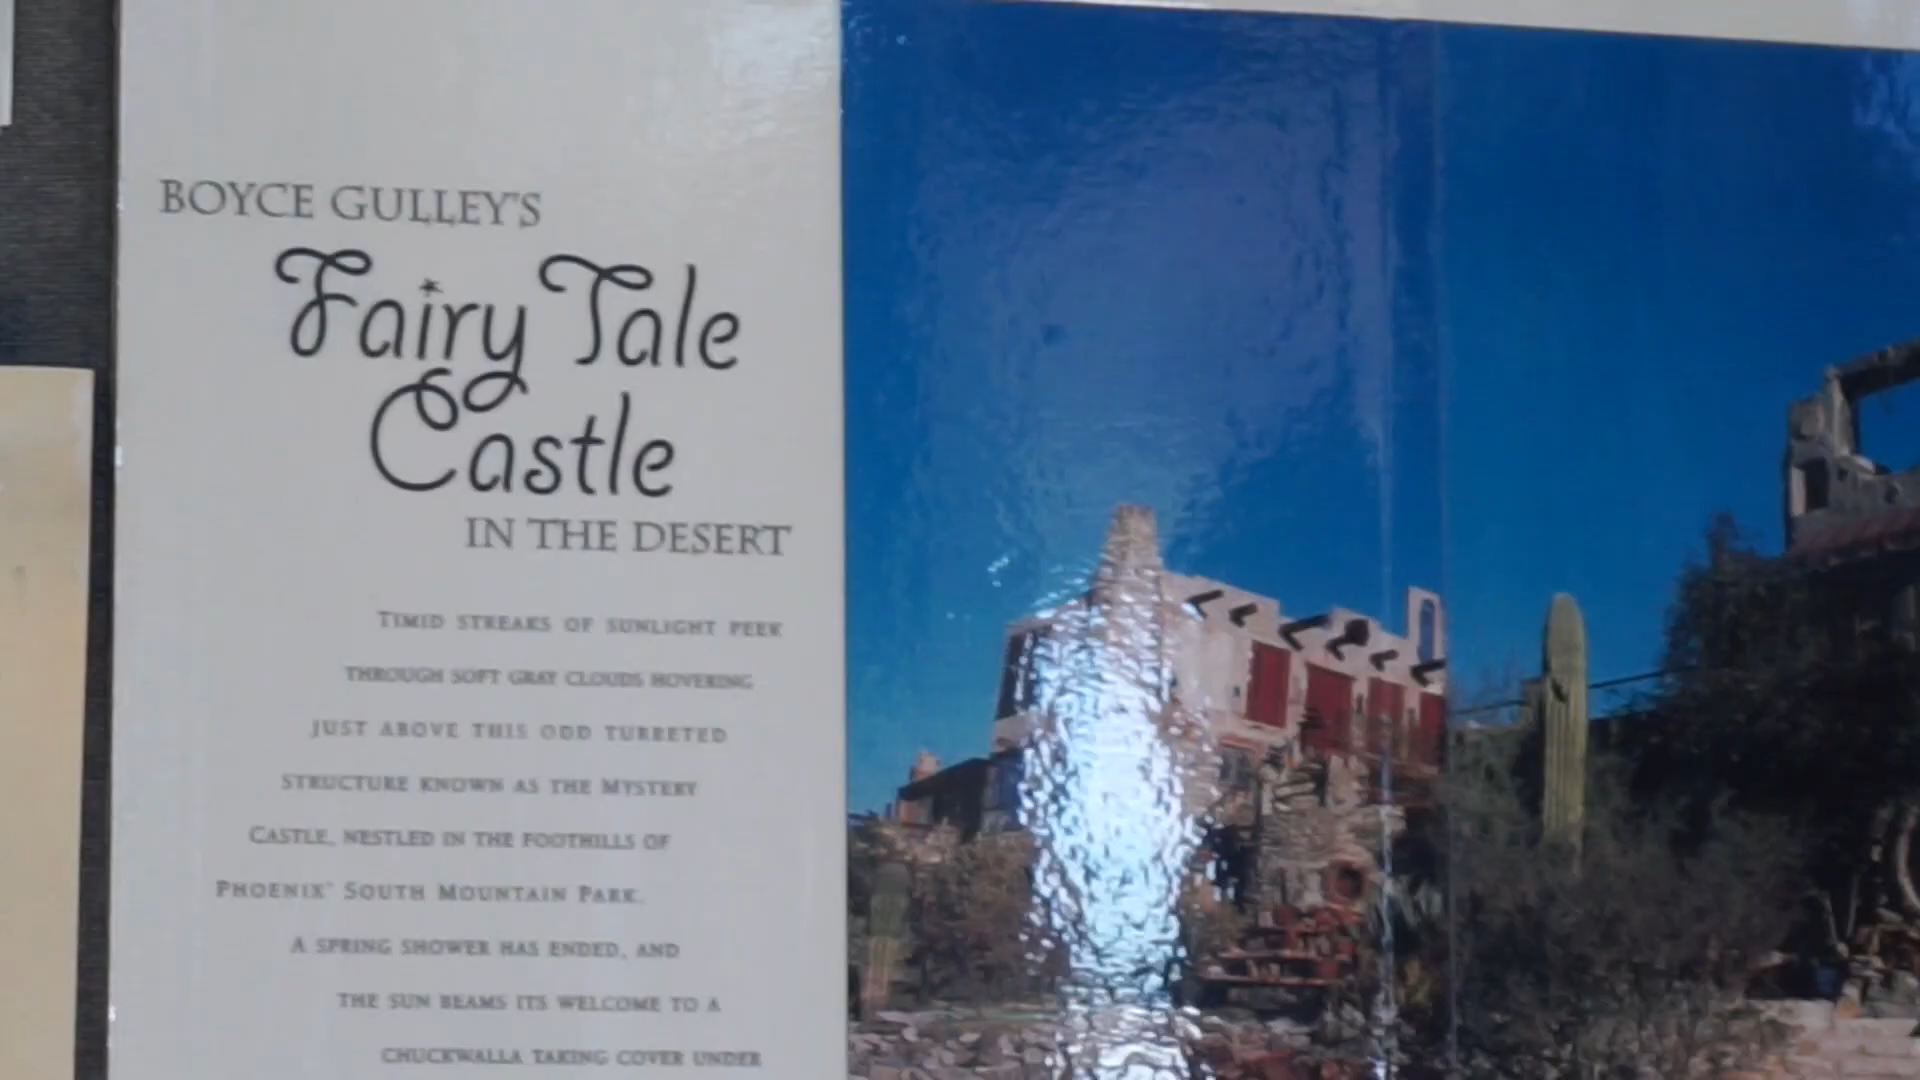 BOYCE GULLEY'S
Fairy Tale
Castle
IN THE DESERT
TIMID STREAKS OF SUNLIGHT PEEK
THROUGH SOFT GRAY CLOUDS HOVERING
JUST ABOVE THIS ODD TURRETED
STRUCTURE KNOWN AS THE MYSTERY
CASTLE, NESTLED IN THE FOOTHILLS OF
PHOENIX' SOUTH MOUNTAIN PARK.
A SPRING SHOWER HAS ENDED, AND
THE SUN BEAMS ITS WELCOME TO A
CHUCKWALLA TAKING COVER UNDER